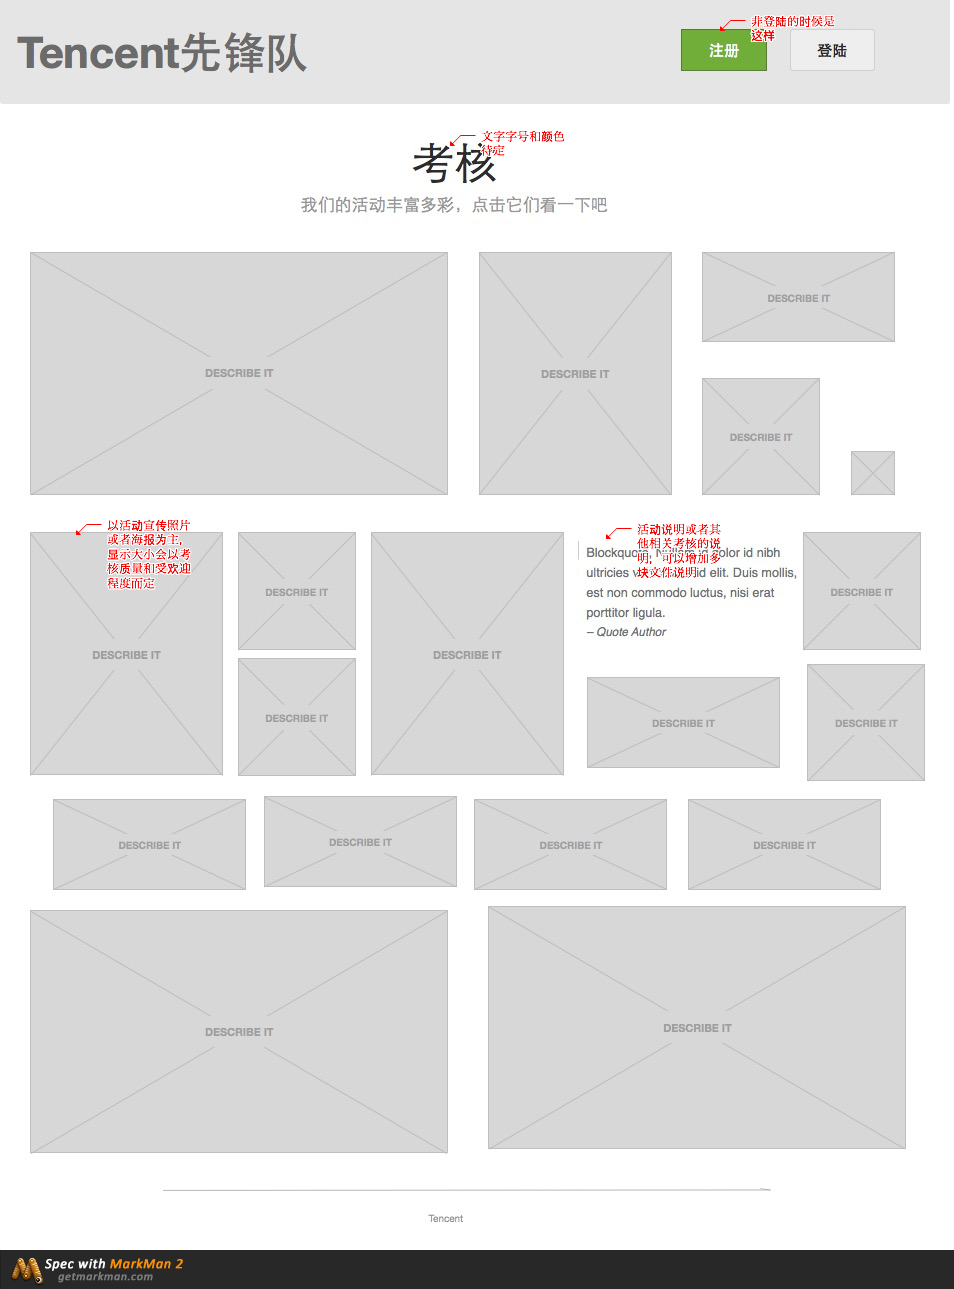 Tencent先锋队
非登陆的时候是
这样
注册
登陆
文字字号和颜色
待定
考核
我们的活动丰富多彩，点击它们看一下吧
DESCRIBE IT
DESCRIBE IT
DESCRIBE IT
DESCRIBE IT
以活动宣传照片
或者海报为主，
显示大小会以考
核质量和受欢迎
程度而定
DESCRIBE IT
DESCRIBE IT
DESCRIBE IT
DESCRIBE IT
活动说明或者其
他相关考核的说
明，可以增加多
块文件说明
Blockquote. Nullam id dolor id nibh
ultricies v id elit. Duis mollis,
est non commodo luctus, nisi erat
porttitor ligula.
– Quote Author
DESCRIBE IT
DESCRIBE IT
DESCRIBE IT
DESCRIBE IT
DESCRIBE IT
DESCRIBE IT
DESCRIBE IT
DESCRIBE IT
DESCRIBE IT
Tencent
Spec with MarkMan 2
getmarkman.com